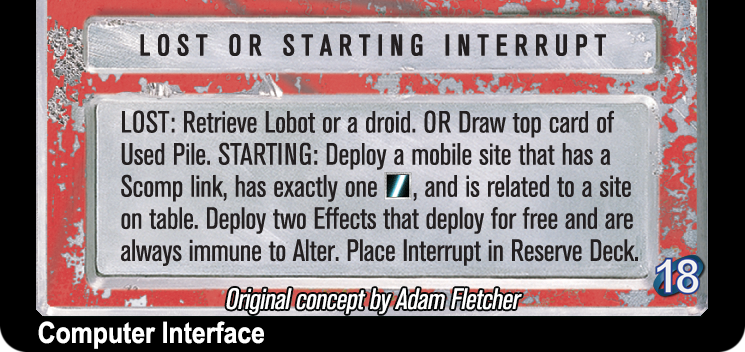 LOST OR STARTING INTERRUPT
LOST: Retrieve Lobot or a droid. OR Draw top card of
Used Pile. STARTING: Deploy a mobile site that has a
Scomp link, has exactly one , and is related to a site
on table. Deploy two Effects that deploy for free and are
always immune to Alter. Place Interrupt in Reserve Deck.
18
Original concept by Adam Fletcher
Computer Interface